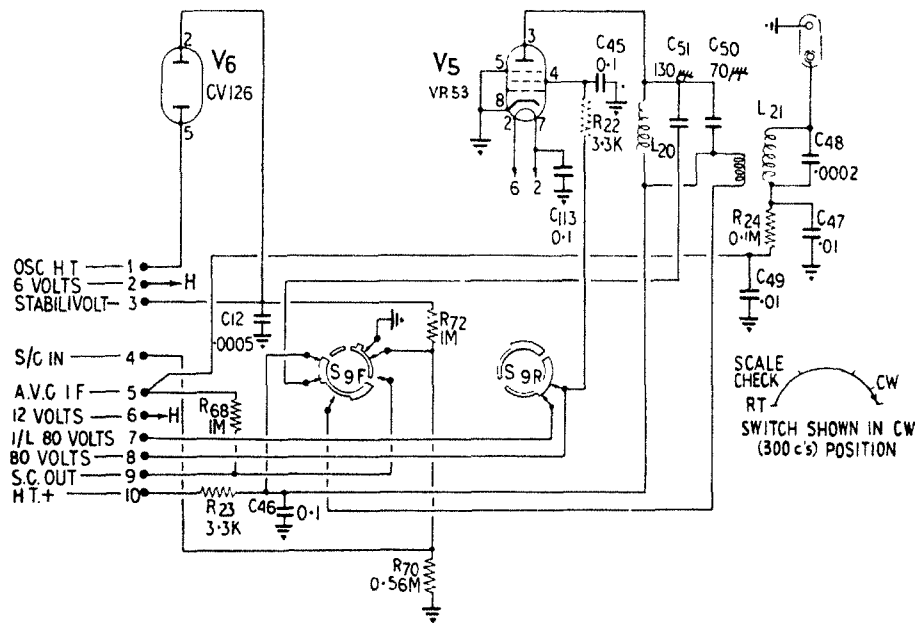 2
V6
CV126
5
V5
VR53
3
5
4
8
2
7
6
2
C45
0.1
R22
3.3K
C113
0.1
L20
C51
130 μμ
C50
70 μμ
L21
C48
.0002
R24
0.1M
C47
.01
C49
.01
OSC H.T 1
6 VOLTS 2 H
STABILIVOLT 3
S/C IN 4
A.V.C I F 5
12 VOLTS 6 H
I/L 80 VOLTS 7
80 VOLTS 8
S.C. OUT 9
H T.+ 10
C12
.0005
R72
1M
S9F
S9R
R68
1M
R23
3.3K
C46
0.1
R70
0.56M
SCALE
CHECK
RT
CW
SWITCH SHOWN IN CW
(300 c's) POSITION